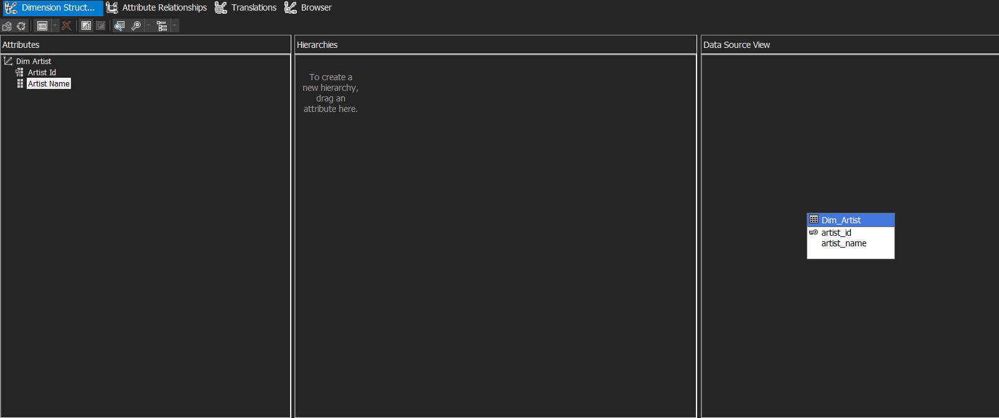 Dimension Struct... Attribute Relationships Translations Browser
Attributes
Dim Artist
Artist Id
Artist Name
Hierarchies
To create a
new hierarchy,
drag an
attribute here.
Data Source View
Dim_Artist
artist_id
artist_name